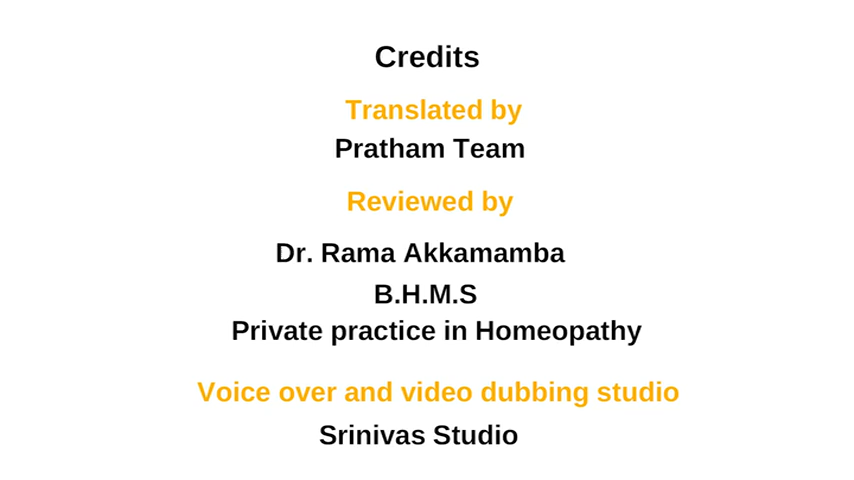 Credits
Translated by
Pratham Team
Reviewed by
Dr. Rama Akkamamba
B.H.M.S
Private practice in Homeopathy
Voice over and video dubbing studio
Srinivas Studio